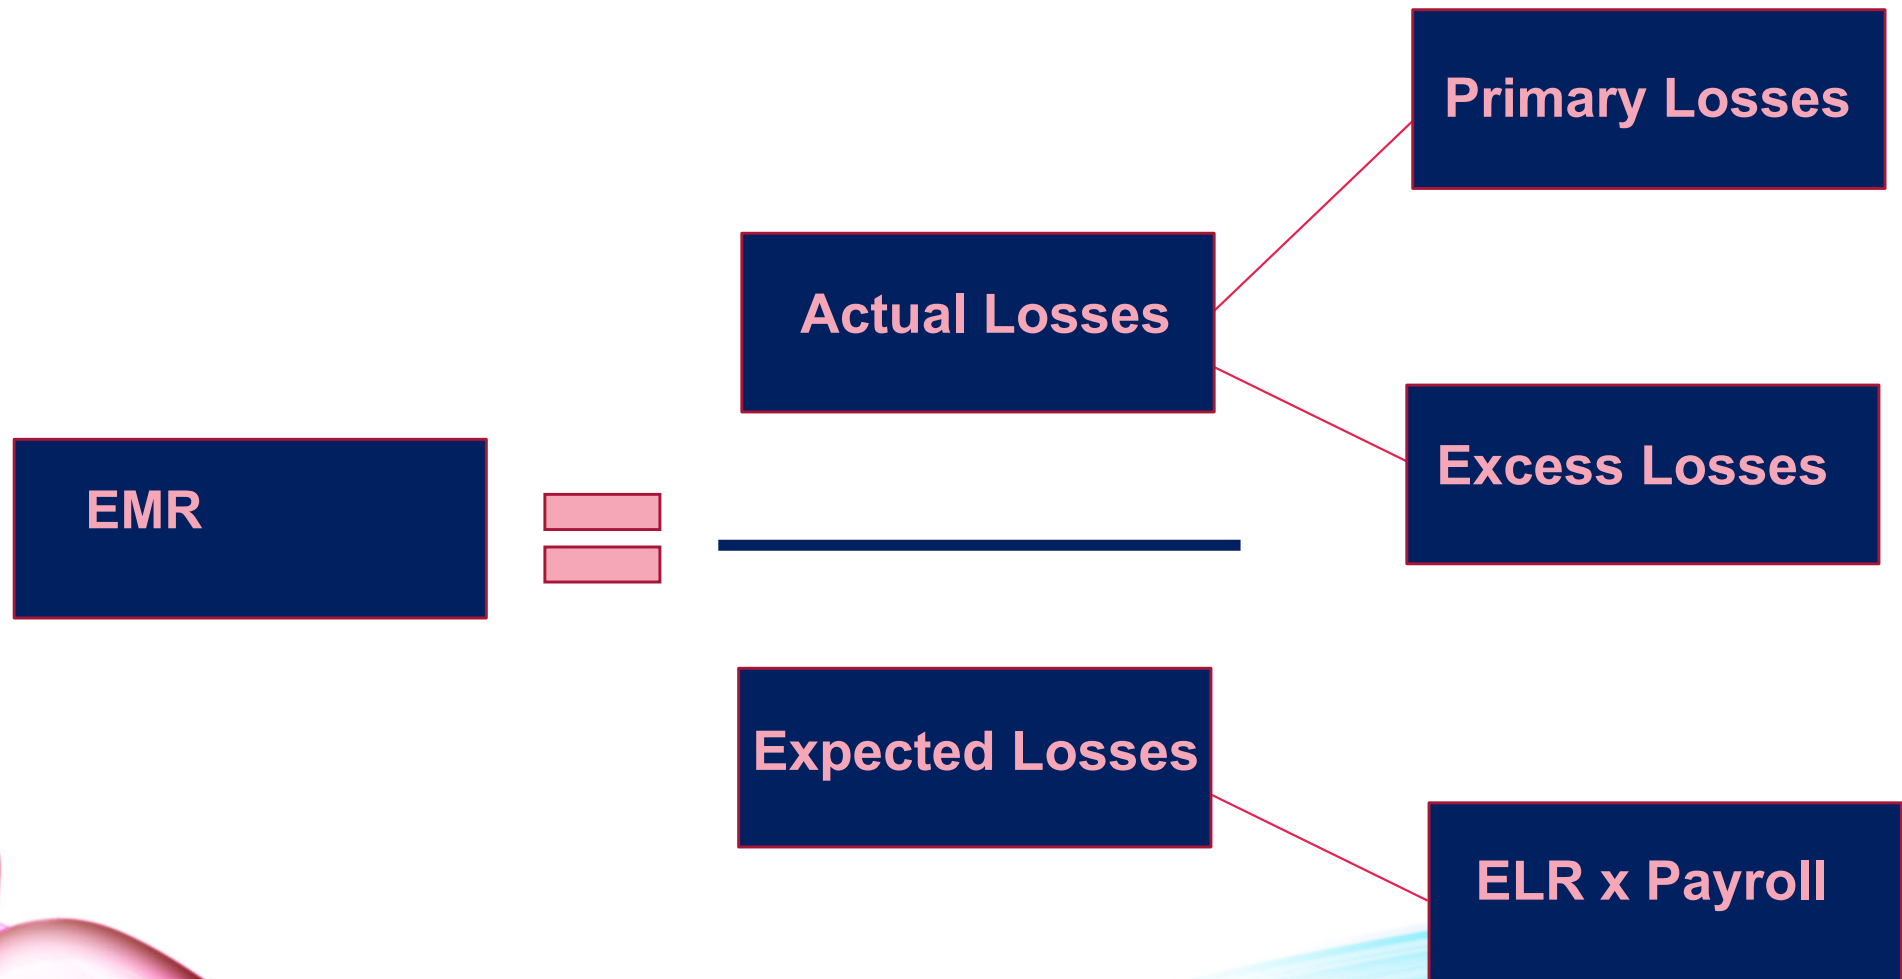 Primary Losses
Actual Losses
Excess Losses
EMR
Expected Losses
ELR x Payroll